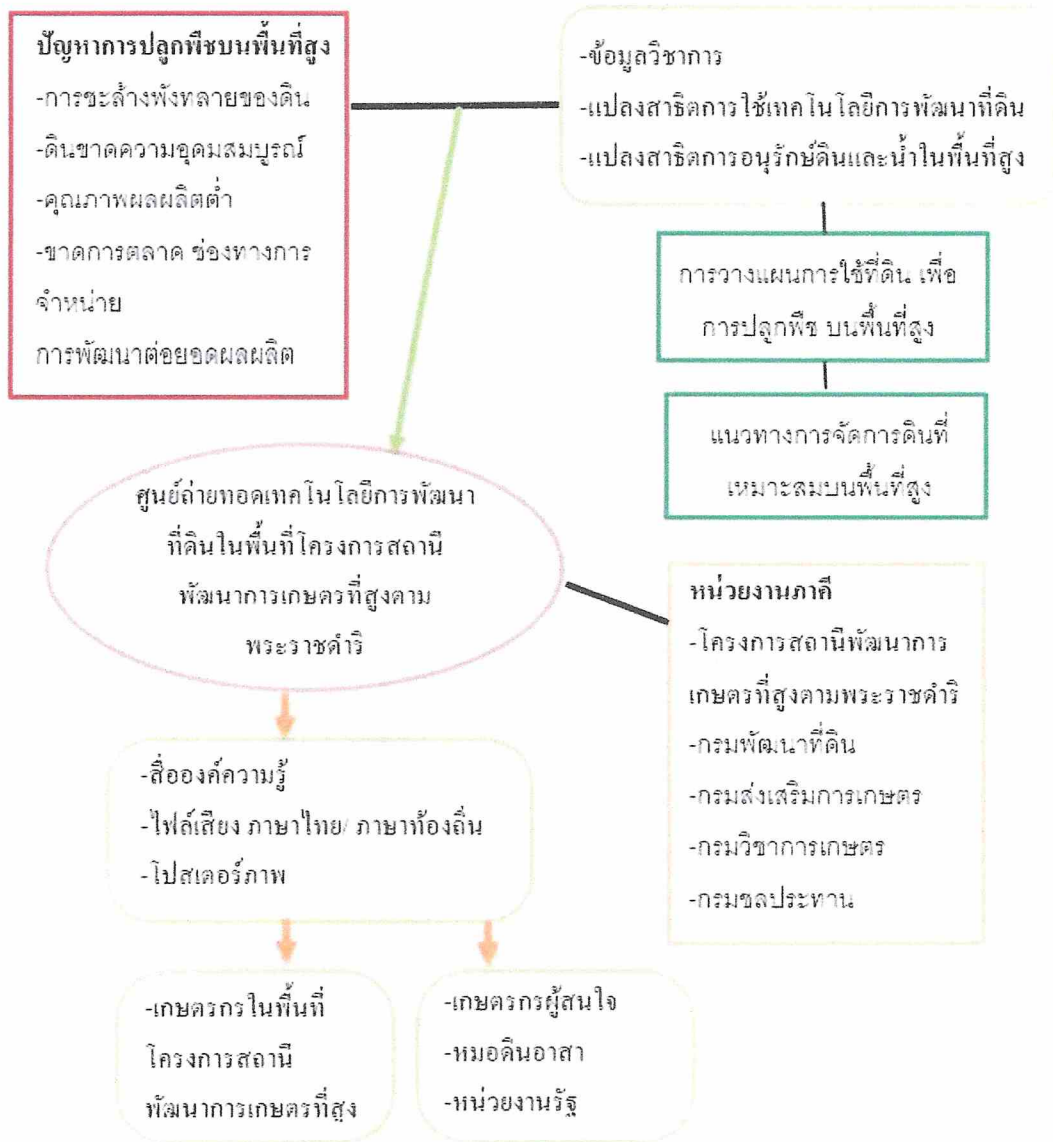 ปัญหาการปลูกพืชบนพื้นที่สูง
-การชะล้างพังทลายของดิน
-ดินขาดความอุดมสมบูรณ์
-คุณภาพผลผลิตต่ำ
-ขาดการตลาด ช่องทางการ
จำหน่าย
การพัฒนาต่อยอดผลผลิต
-ข้อมูลวิชาการ
-แปลงสาธิตการใช้เทคโนโลยีการพัฒนาที่ดิน
-แปลงสาธิตการอนุรักษ์ดินและน้ำในพื้นที่สูง
การวางแผนการใช้ที่ดิน เพื่อ
การปลูกพืช บนพื้นที่สูง
แนวทางการจัดการดินที่
เหมาะสมบนพื้นที่สูง
ศูนย์ถ่ายทอดเทคโนโลยีการพัฒนา
ที่ดินในพื้นที่โครงการสถานี
พัฒนาการเกษตรที่สูงตาม
พระราชดำริ
หน่วยงานภาคี
-โครงการสถานีพัฒนาการ
เกษตรที่สูงตามพระราชดำริ
-กรมพัฒนาที่ดิน
-กรมส่งเสริมการเกษตร
-กรมวิชาการเกษตร
-กรมชลประทาน
-สื่อองค์ความรู้
-ไฟล์เสียง ภาษาไทย/ ภาษาท้องถิ่น
-โปสเตอร์ภาพ
-เกษตรกรในพื้นที่
โครงการสถานี
พัฒนาการเกษตรที่สูง
-เกษตรกรผู้สนใจ
-หมอดินอาสา
-หน่วยงานรัฐ